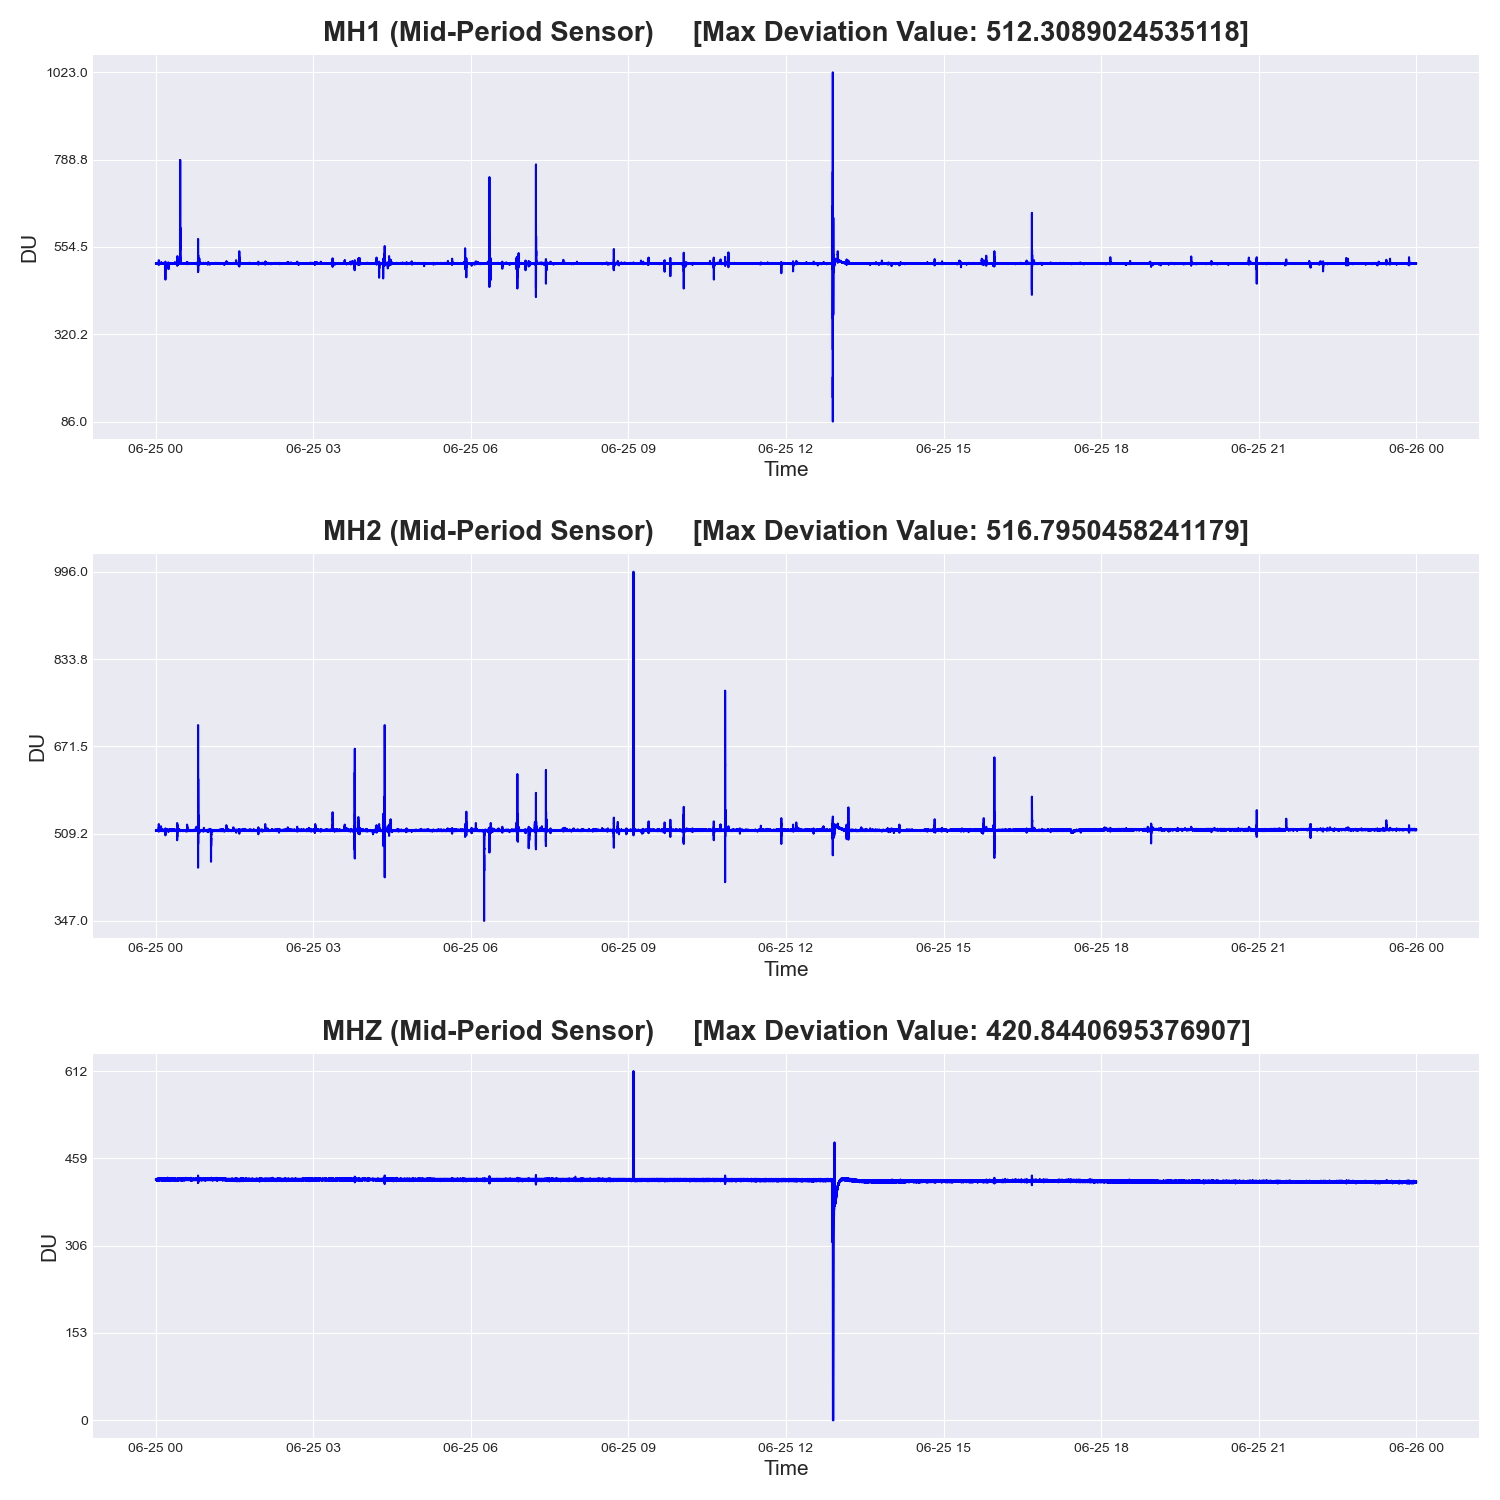 MH1 (Mid-Period Sensor) [Max Deviation Value: 512.3089024535118]
1023.0
788.8
554.5
320.2
86.0
DU
06-25 00 06-25 03 06-25 06 06-25 09 06-25 12 06-25 15 06-25 18 06-25 21 06-26 00
Time
MH2 (Mid-Period Sensor) [Max Deviation Value: 516.7950458241179]
996.0
833.8
671.5
509.2
347.0
DU
06-25 00 06-25 03 06-25 06 06-25 09 06-25 12 06-25 15 06-25 18 06-25 21 06-26 00
Time
MHZ (Mid-Period Sensor) [Max Deviation Value: 420.8440695376907]
612
459
306
153
0
DU
06-25 00 06-25 03 06-25 06 06-25 09 06-25 12 06-25 15 06-25 18 06-25 21 06-26 00
Time